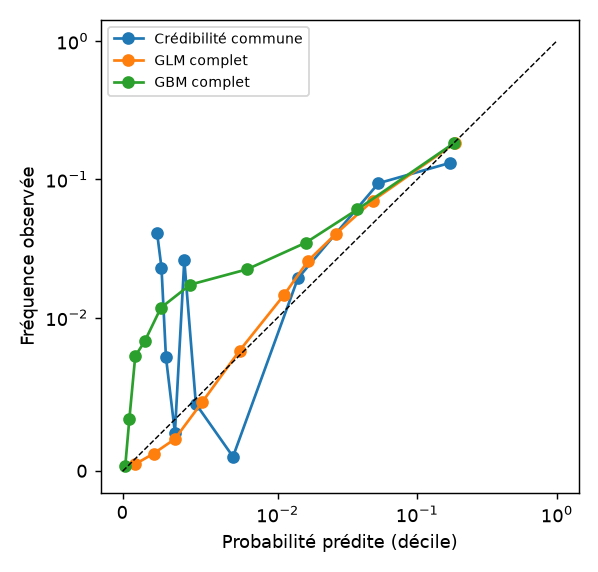 Crédibilité commune
GLM complet
GBM complet
Fréquence observée
10⁰
10⁻¹
10⁻²
0
0
10⁻²
10⁻¹
10⁰
Probabilité prédite (décile)